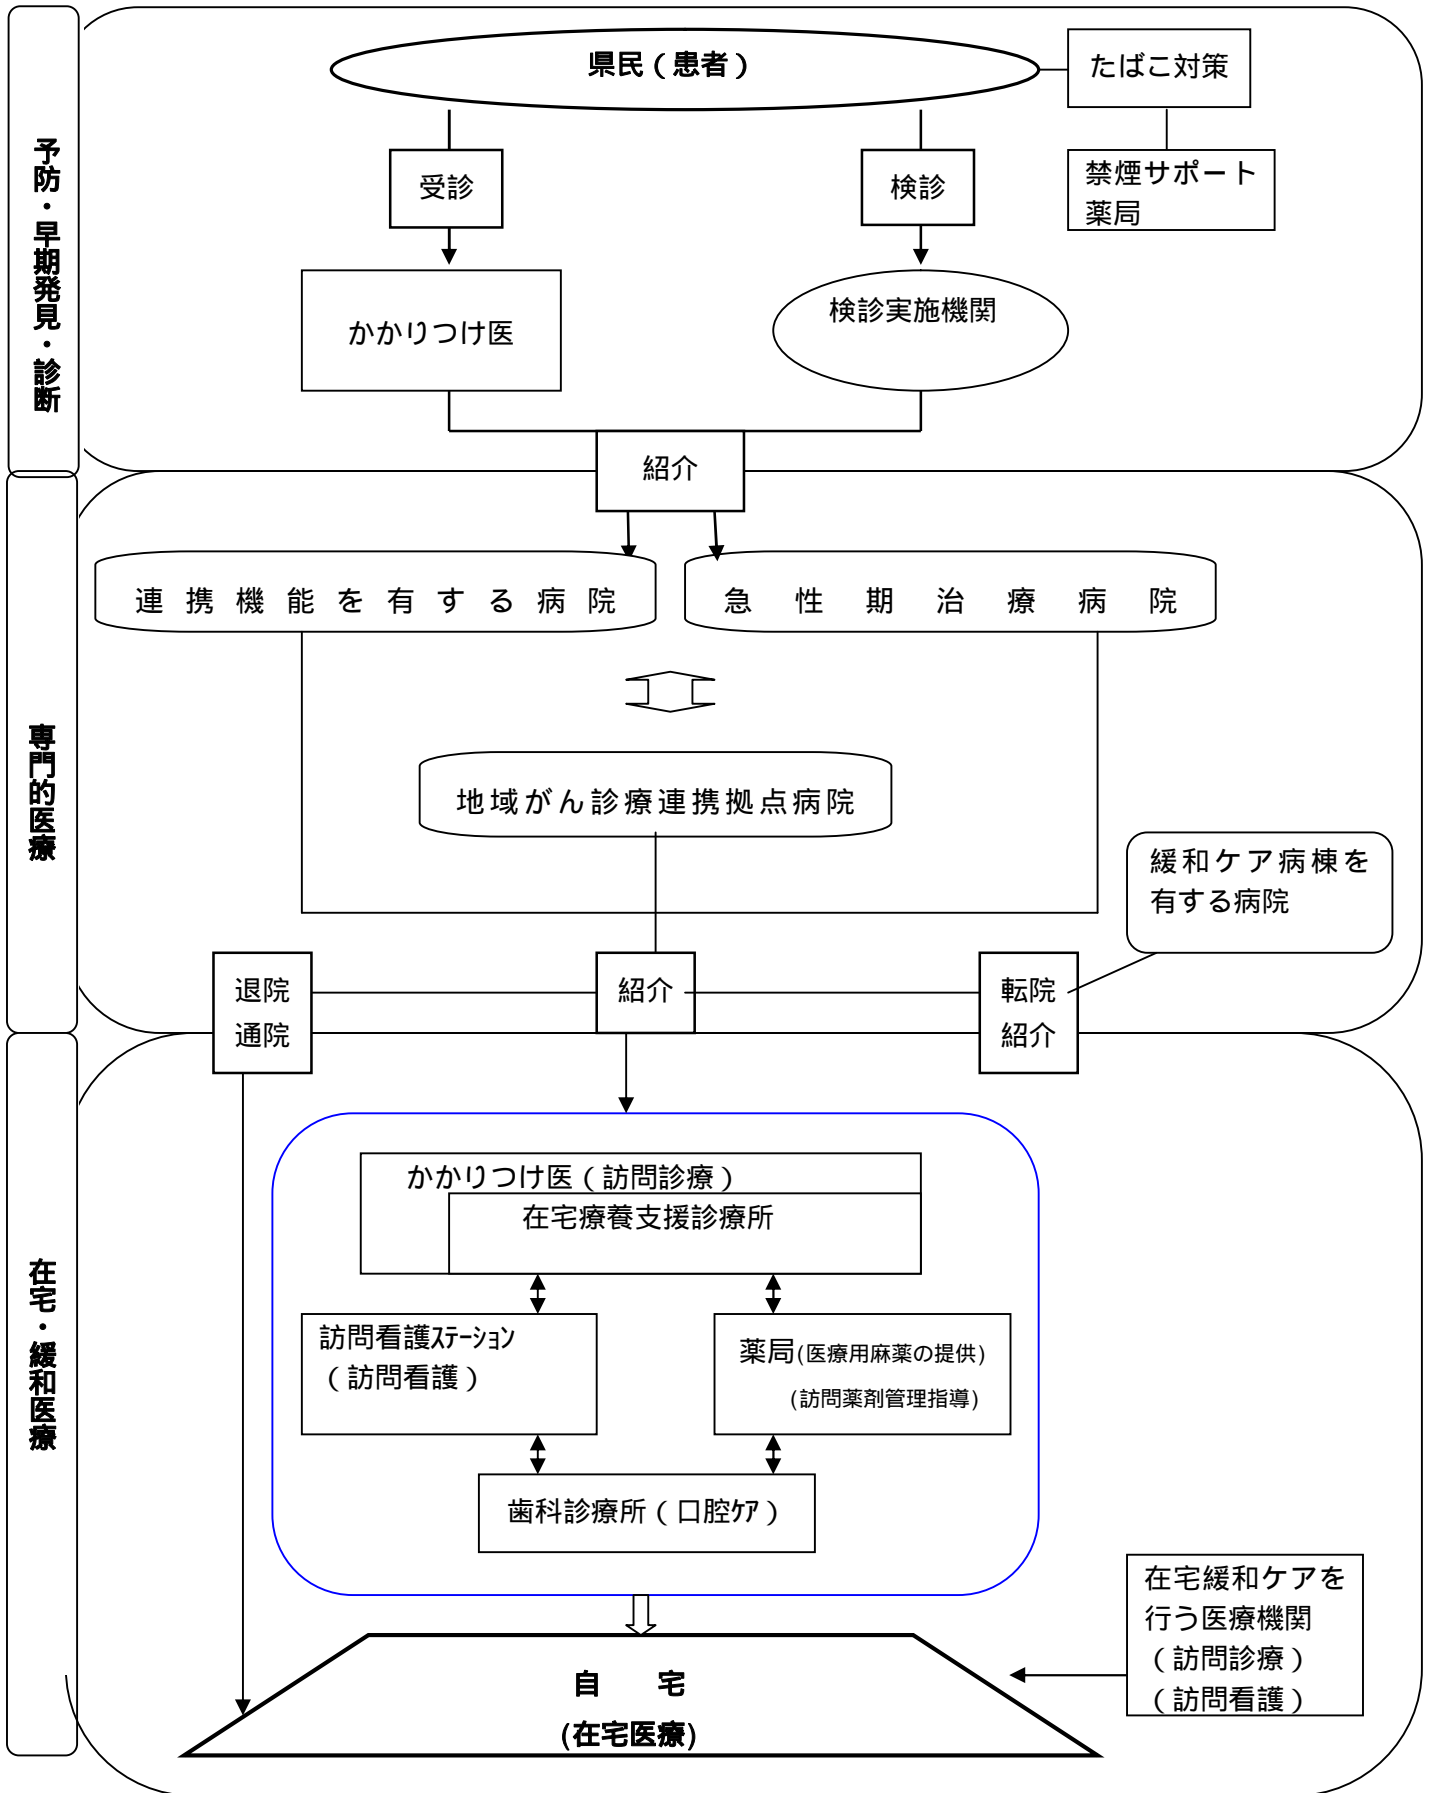 県民（患者）
たばこ対策
予防・早期発見・診断
受診
検診
禁煙サポート
薬局
かかりつけ医
検診実施機関
紹介
連携機能を有する病院
急性期治療病院
専門的医療
地域がん診療連携拠点病院
緩和ケア病棟を
有する病院
退院
通院
紹介
転院
紹介
在宅・緩和医療
かかりつけ医（訪問診療）
在宅療養支援診療所
訪問看護ｽﾃｰｼｮﾝ
（訪問看護）
薬局(医療用麻薬の提供)
(訪問薬剤管理指導)
歯科診療所（口腔ｹｱ）
在宅緩和ケアを
行う医療機関
（訪問診療）
（訪問看護）
自　宅
(在宅医療)